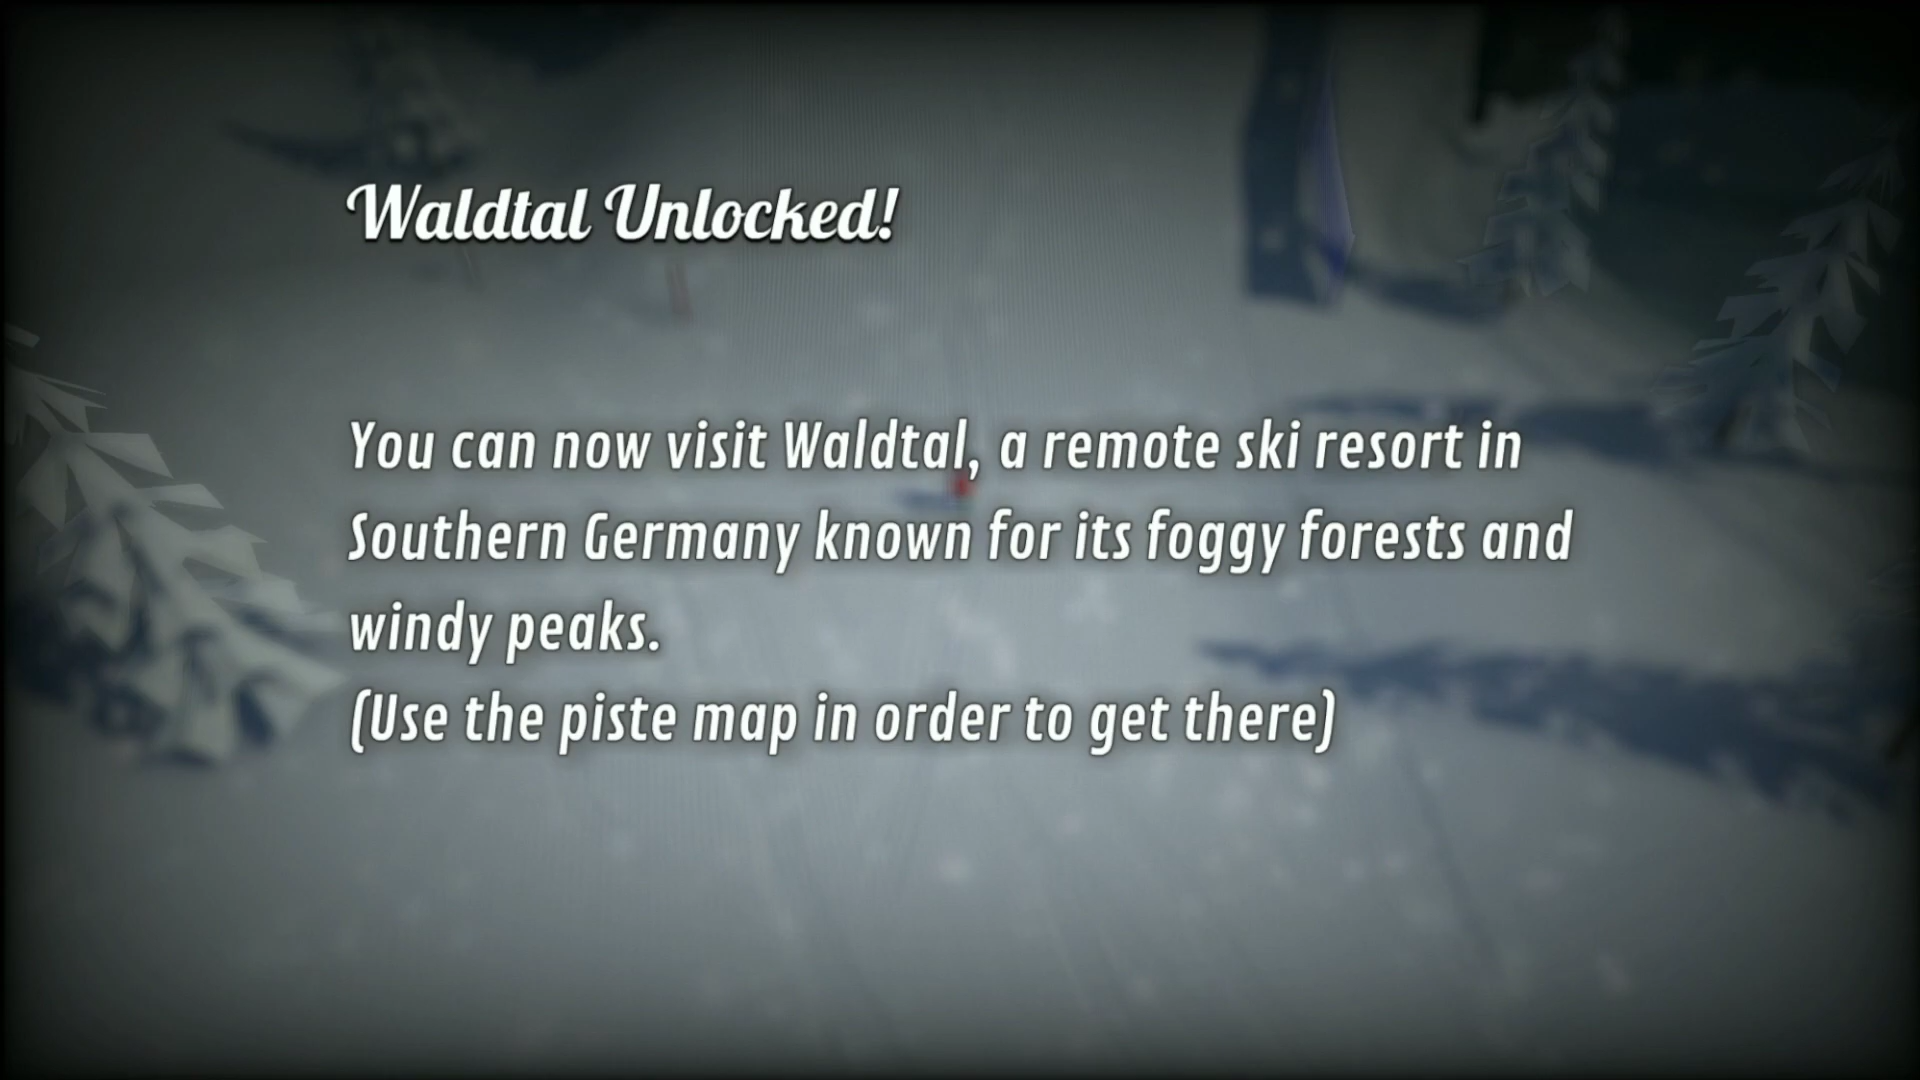 Waldtal Unlocked!
You can now visit Waldtal, a remote ski resort in
Southern Germany known for its foggy forests and
windy peaks.
(Use the piste map in order to get there)